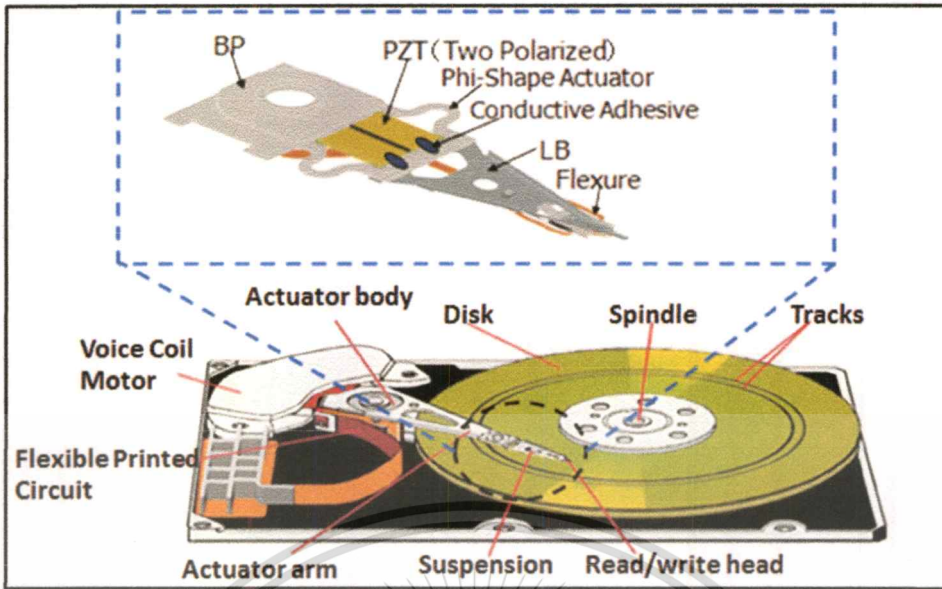 BP
PZT (Two Polarized)
Phi-Shape Actuator
Conductive Adhesive
LB
Flexure
Actuator body
Disk
Spindle
Tracks
Voice Coil
Motor
Flexible Printed
Circuit
Actuator arm
Suspension
Read/write head